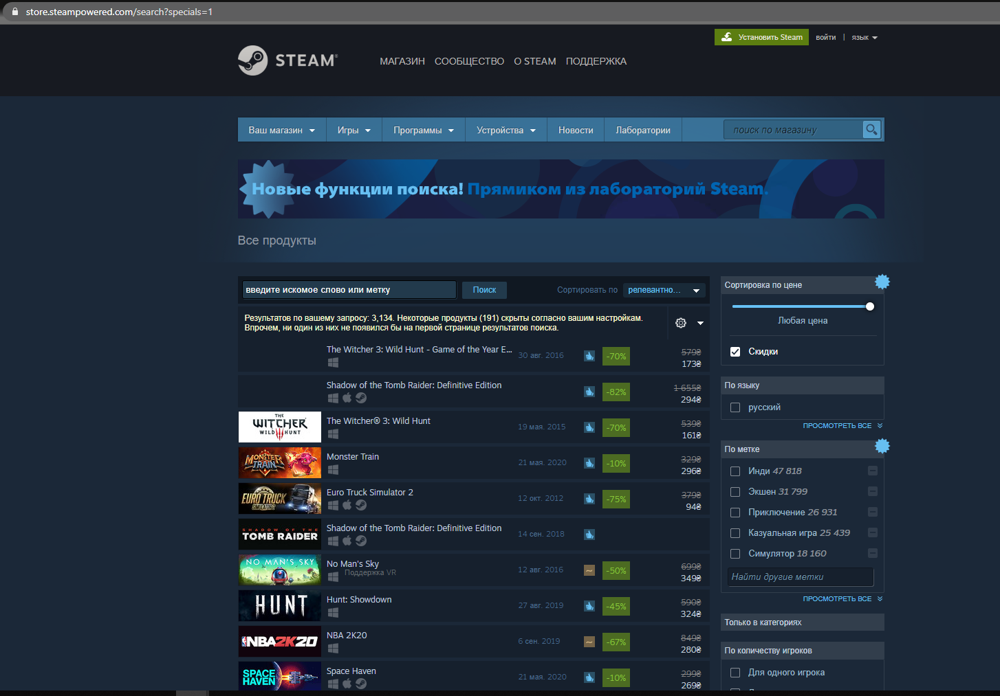 store.steampowered.com/search?specials=1
Установить Steam войти | язык
STEAM®
МАГАЗИН СООБЩЕСТВО О STEAM ПОДДЕРЖКА
Ваш магазин Игры Программы Устройства Новости Лаборатории поиск по магазину
Новые функции поиска! Прямиком из лабораторий Steam.
Все продукты
введите искомое слово или метку Поиск Сортировать по релевантно...
Результатов по вашему запросу: 3,134. Некоторые продукты (191) скрыты согласно вашим настройкам.
Впрочем, ни один из них не появился бы на первой странице результатов поиска.
The Witcher 3: Wild Hunt - Game of the Year E... 30 авг. 2016 -70% 579₴
173₴
Shadow of the Tomb Raider: Definitive Edition -82% 1 655₴
294₴
THE WITCHER WILD HUNT
The Witcher® 3: Wild Hunt 19 мая. 2015 -70% 539₴
161₴
MONSTER TRAIN
Monster Train 21 мая. 2020 -10% 329₴
296₴
EURO TRUCK SIMULATOR 2
Euro Truck Simulator 2 12 окт. 2012 -75% 379₴
94₴
SHADOW OF THE TOMB RAIDER
Shadow of the Tomb Raider: Definitive Edition 14 сен. 2018
NO MAN'S SKY
No Man's Sky 12 авг. 2016 -50% 699₴
Поддержка VR 349₴
HUNT
Hunt: Showdown 27 авг. 2019 -45% 590₴
324₴
NBA2K20
NBA 2K20 6 сен. 2019 -67% 849₴
280₴
SPACE HAVEN
Space Haven 21 мая. 2020 -10% 299₴
269₴
Сортировка по цене
Любая цена
Скидки
По языку
русский
ПРОСМОТРЕТЬ ВСЕ
По метке
Инди 47 818
Экшен 31 799
Приключение 26 931
Казуальная игра 25 439
Симулятор 18 160
Найти другие метки
ПРОСМОТРЕТЬ ВСЕ
Только в категориях
По количеству игроков
Для одного игрока